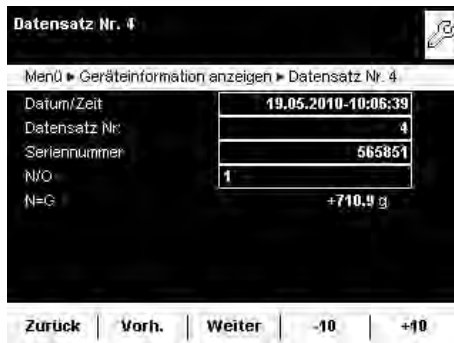 Datensatz Nr. 4
Menü ▸ Geräteinformation anzeigen ▸ Datensatz Nr. 4
Datum/Zeit 19.05.2010-10:06:39
Datensatz Nr. 4
Seriennummer 565851
N/O 1
N=G +710.9 g
Zurück Vorh. Weiter -10 +10